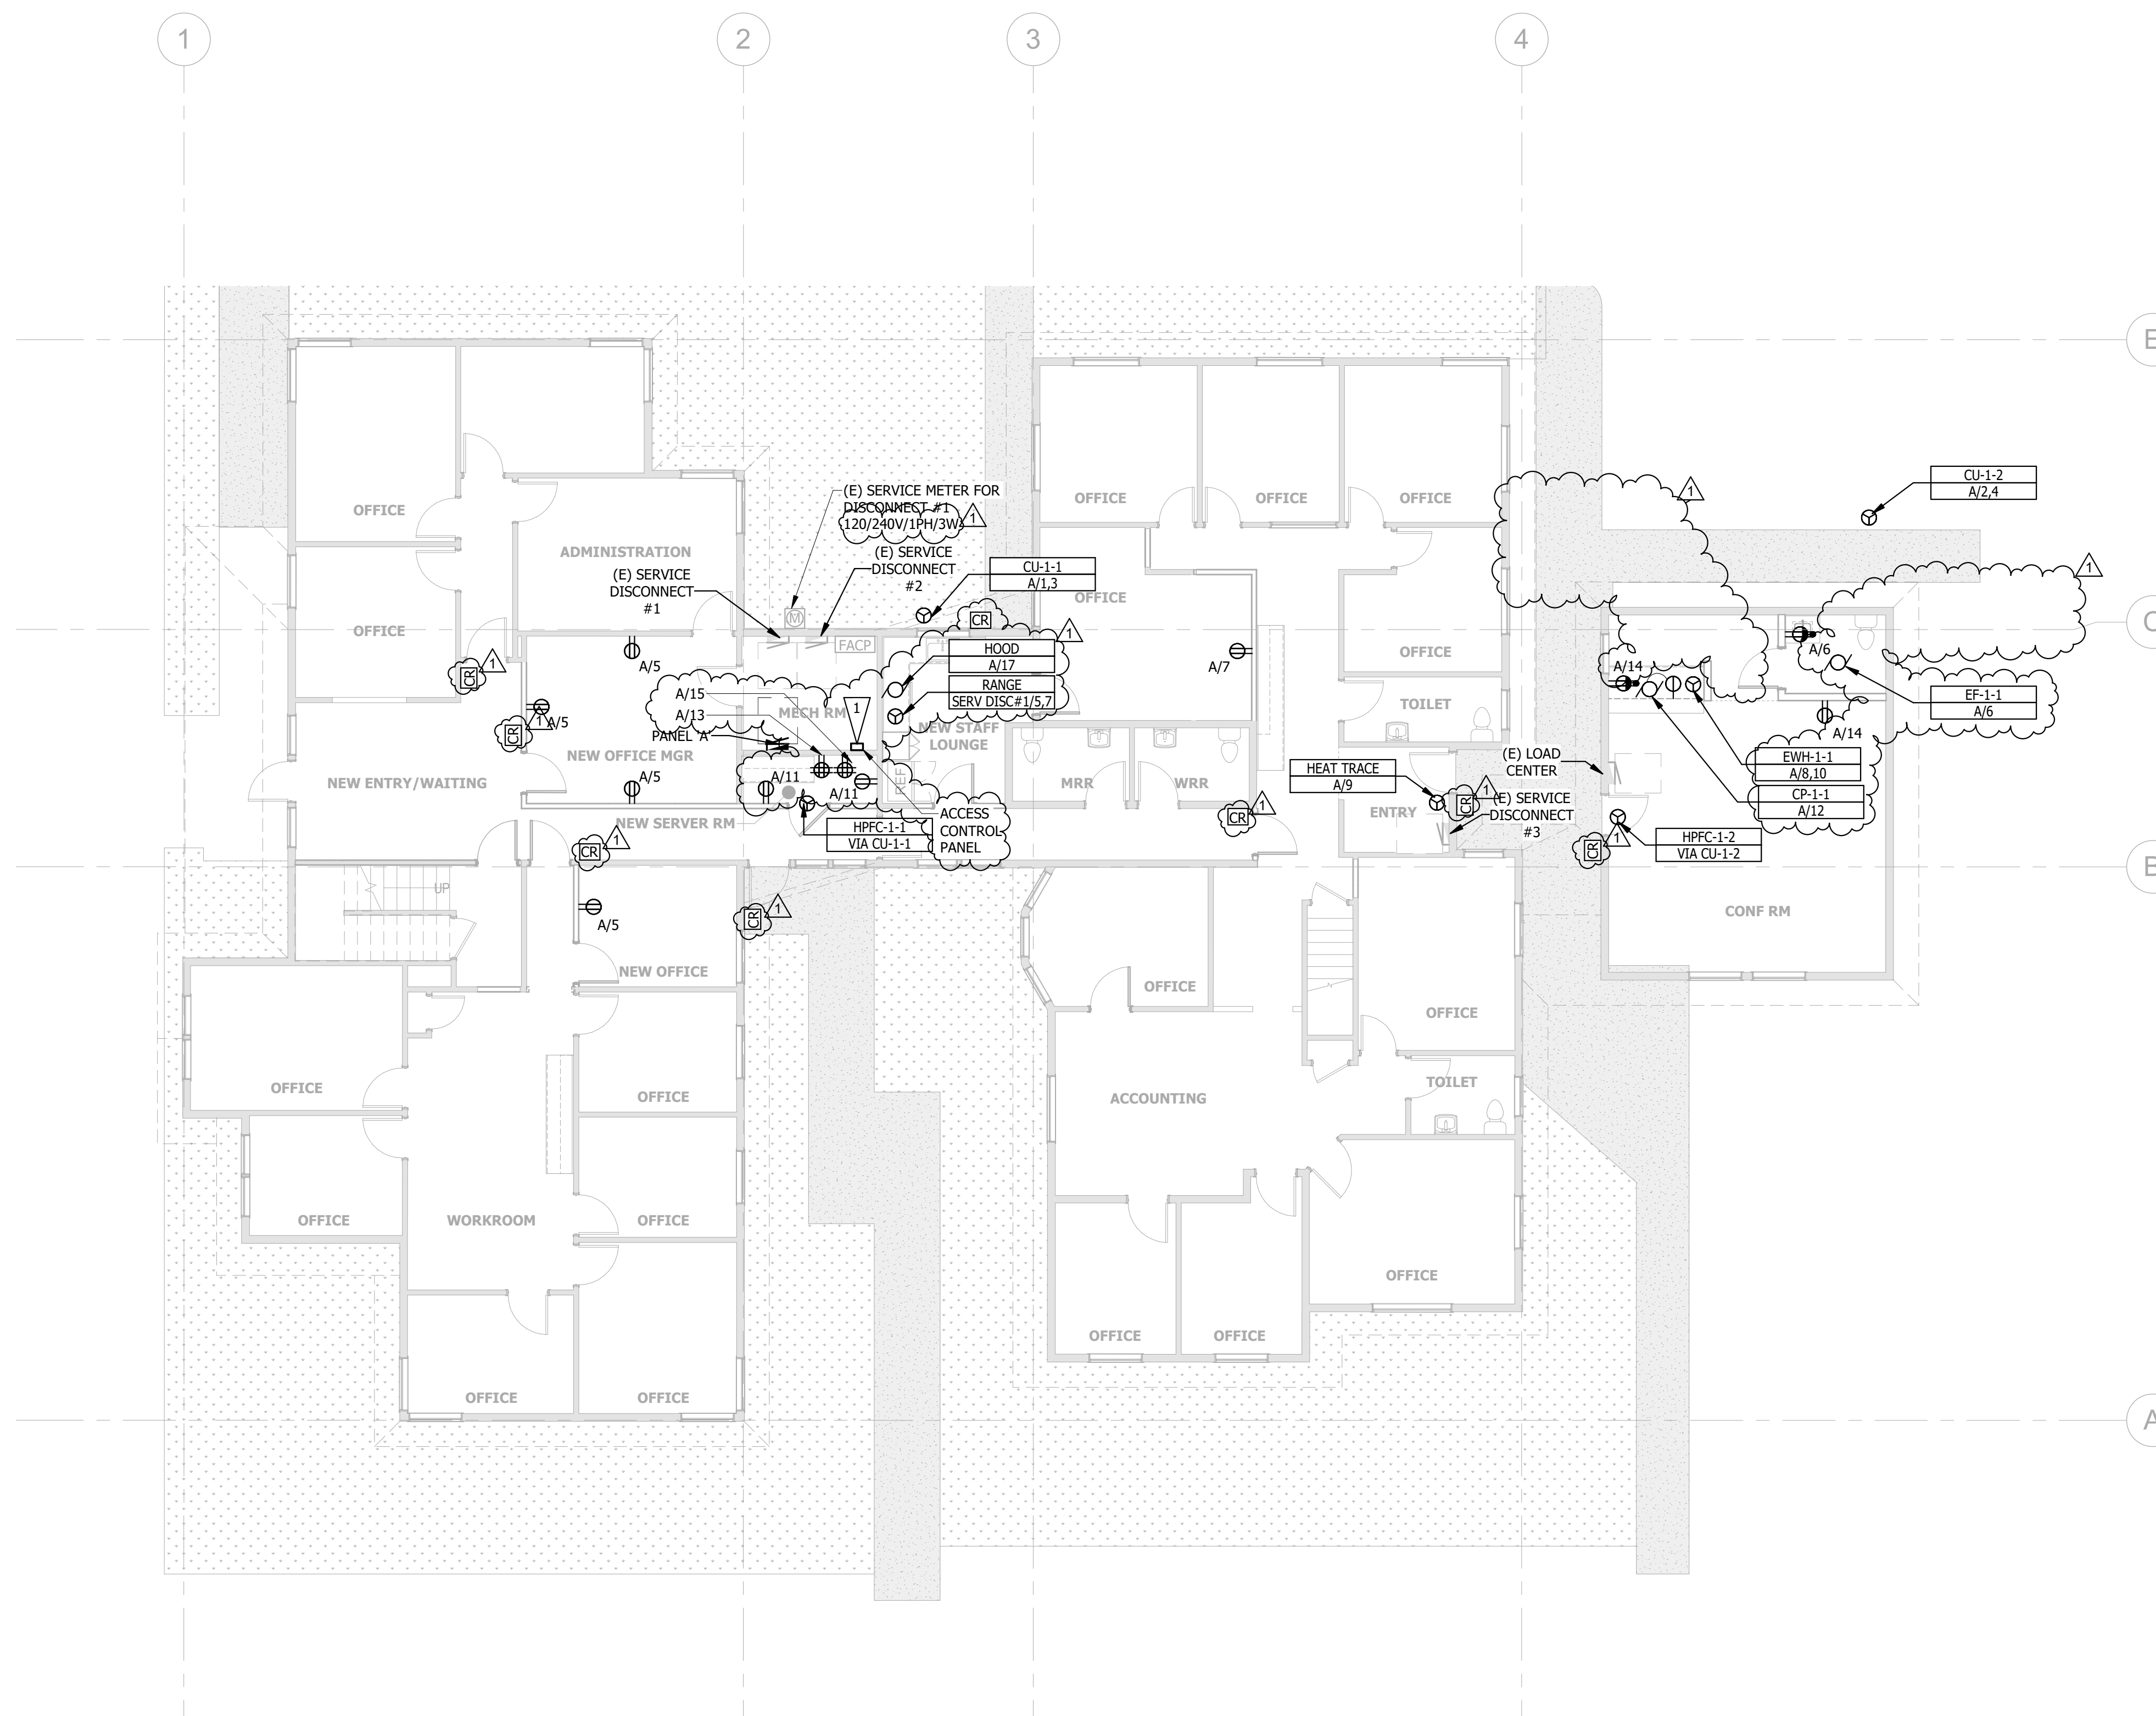 1
2
3
4
E
1
CU-1-2
A/2,4
(E) SERVICE METER FOR
DISCONNECT #1
120/240V/1PH/3W
1
OFFICE
OFFICE
OFFICE
OFFICE
ADMINISTRATION
(E) SERVICE
DISCONNECT
#2
(E) SERVICE
DISCONNECT
#1
CU-1-1
A/1,3
OFFICE
1
C
M
CR
FACP
OFFICE
1
HOOD
A/17
RANGE
SERV DISC#1/5,7
A/5
A/7
OFFICE
A/6
A/14
CR
1
A/15
A/13
MECH RM
1
PANEL 'A'
EF-1-1
A/6
TOILET
CR
1
A/5
NEW STAFF
LOUNGE
A/14
NEW OFFICE MGR
NEW ENTRY/WAITING
A/5
A/11
A/11
REF
MRR
WRR
HEAT TRACE
A/9
(E) LOAD
CENTER
EWH-1-1
A/8,10
CP-1-1
A/12
NEW SERVER RM
HPFC-1-1
VIA CU-1-1
ACCESS
CONTROL
PANEL
CR
1
ENTRY
CR
1
(E) SERVICE
DISCONNECT
#3
HPFC-1-2
VIA CU-1-2
CR
1
CR
1
B
UP
A/5
CR
1
CONF RM
NEW OFFICE
OFFICE
OFFICE
OFFICE
OFFICE
ACCOUNTING
TOILET
OFFICE
WORKROOM
OFFICE
OFFICE
OFFICE
OFFICE
OFFICE
OFFICE
OFFICE
A